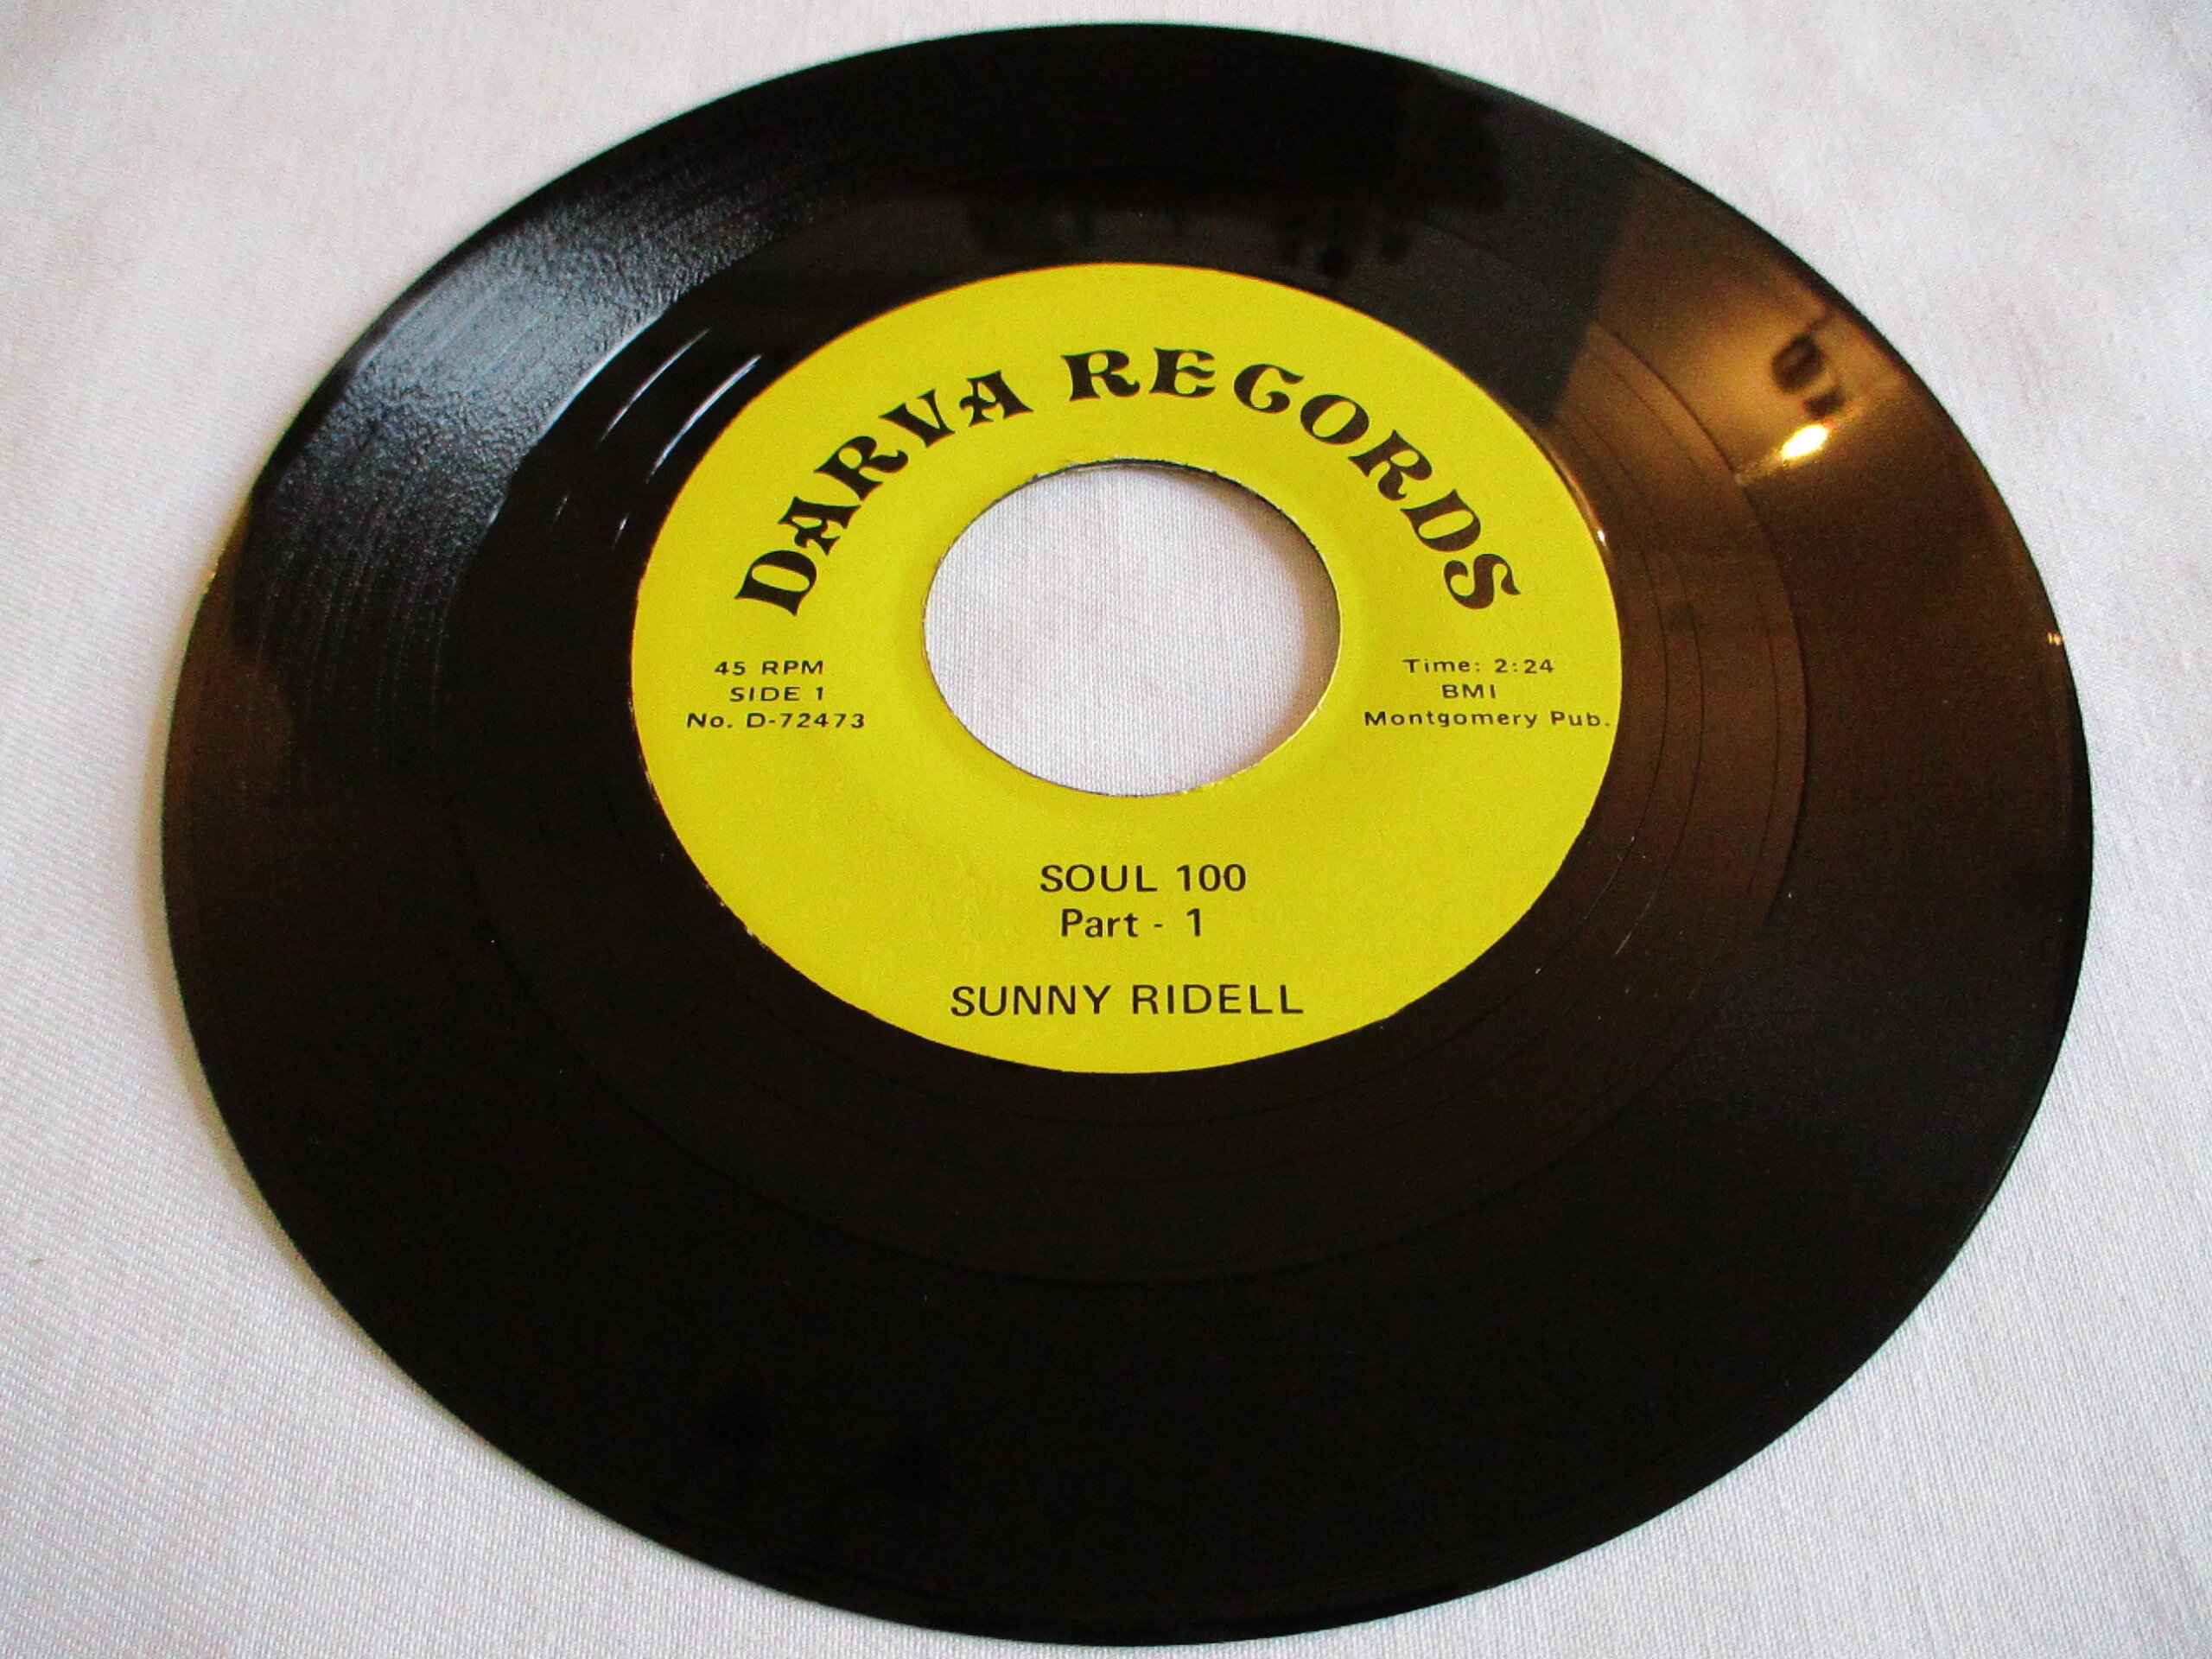 DARVA RECORDS
45 RPM
SIDE 1
No. D-72473
Time: 2:24
BMI
Montgomery Pub.
SOUL 100
Part - 1
SUNNY RIDELL